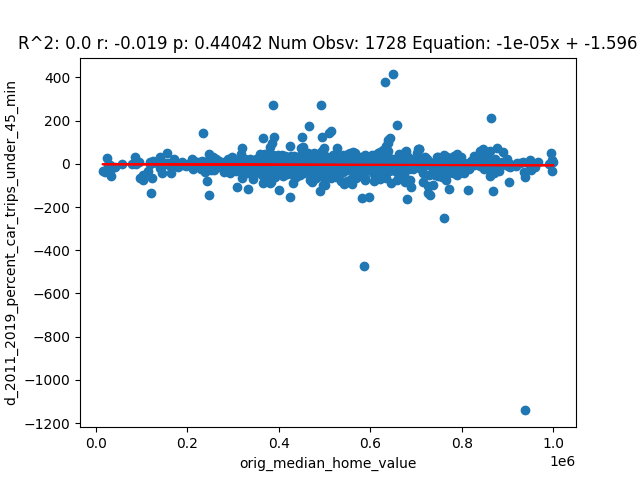 R^2: 0.0 r: -0.019 p: 0.44042 Num Obsv: 1728 Equation: -1e-05x + -1.596
d_2011_2019_percent_car_trips_under_45_min
400
200
0
−200
−400
−600
−800
−1000
−1200
0.0 0.2 0.4 0.6 0.8 1.0
1e6
orig_median_home_value